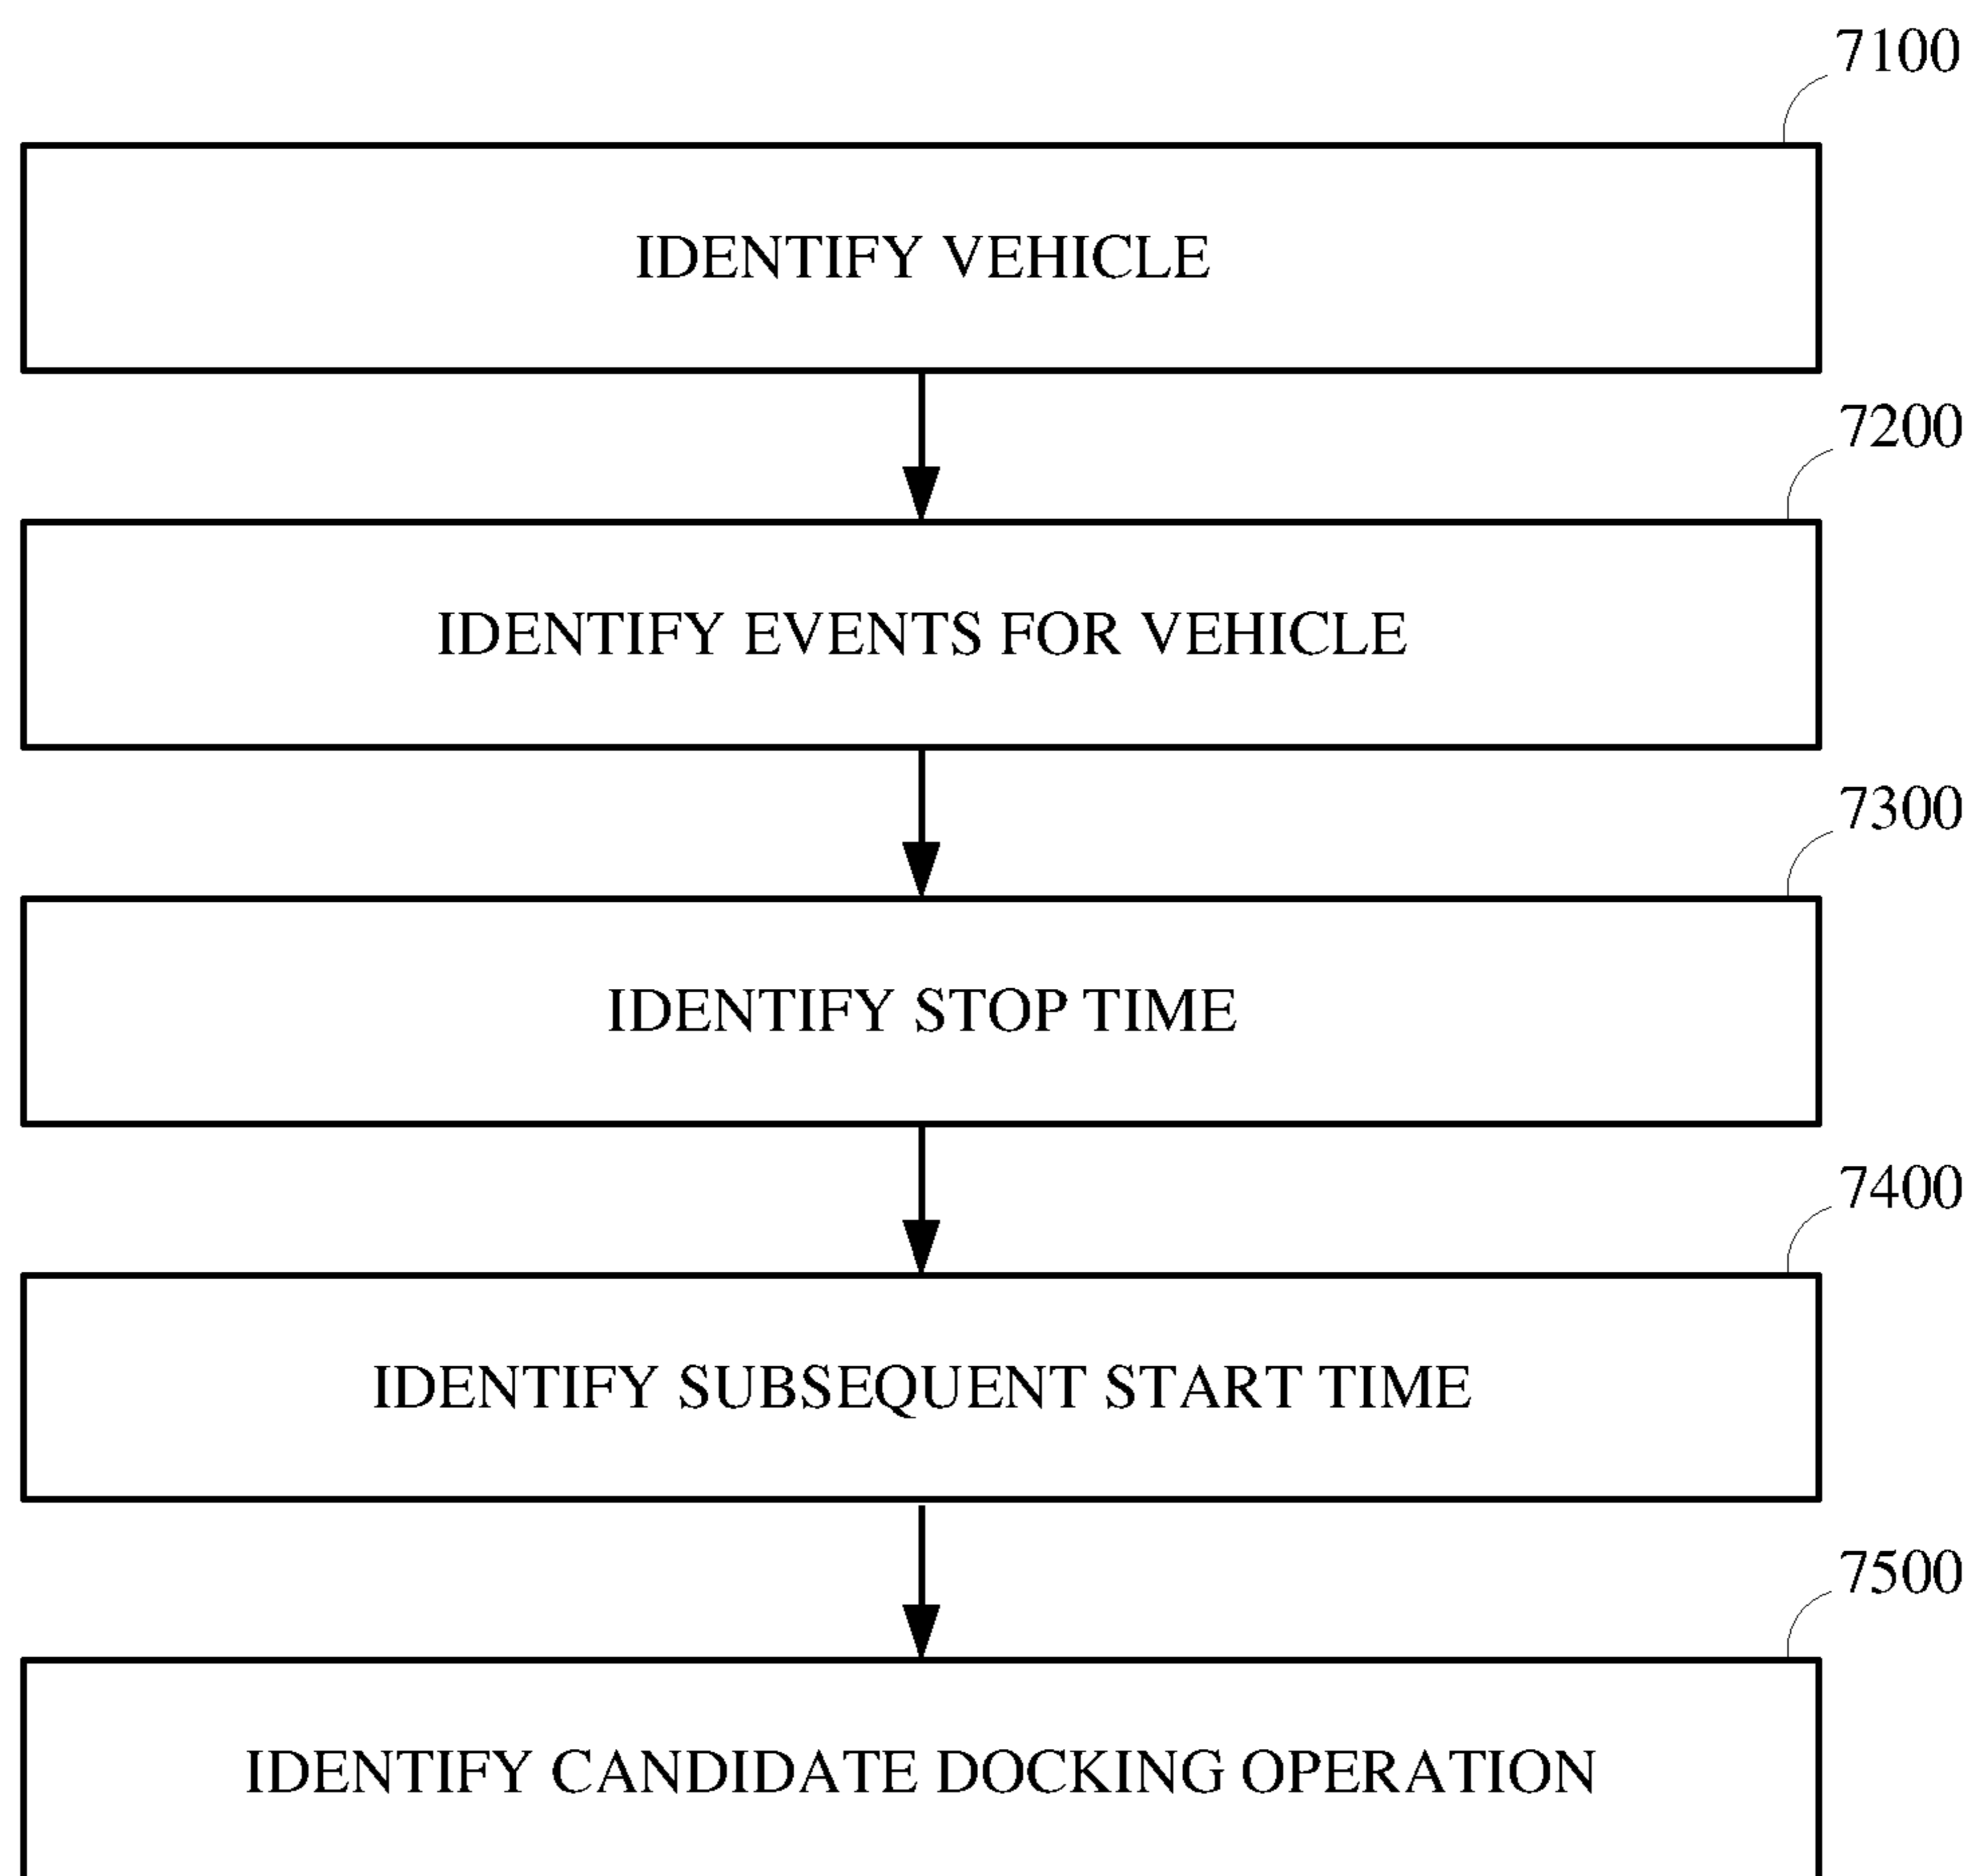 7100
IDENTIFY VEHICLE
7200
IDENTIFY EVENTS FOR VEHICLE
7300
IDENTIFY STOP TIME
7400
IDENTIFY SUBSEQUENT START TIME
7500
IDENTIFY CANDIDATE DOCKING OPERATION